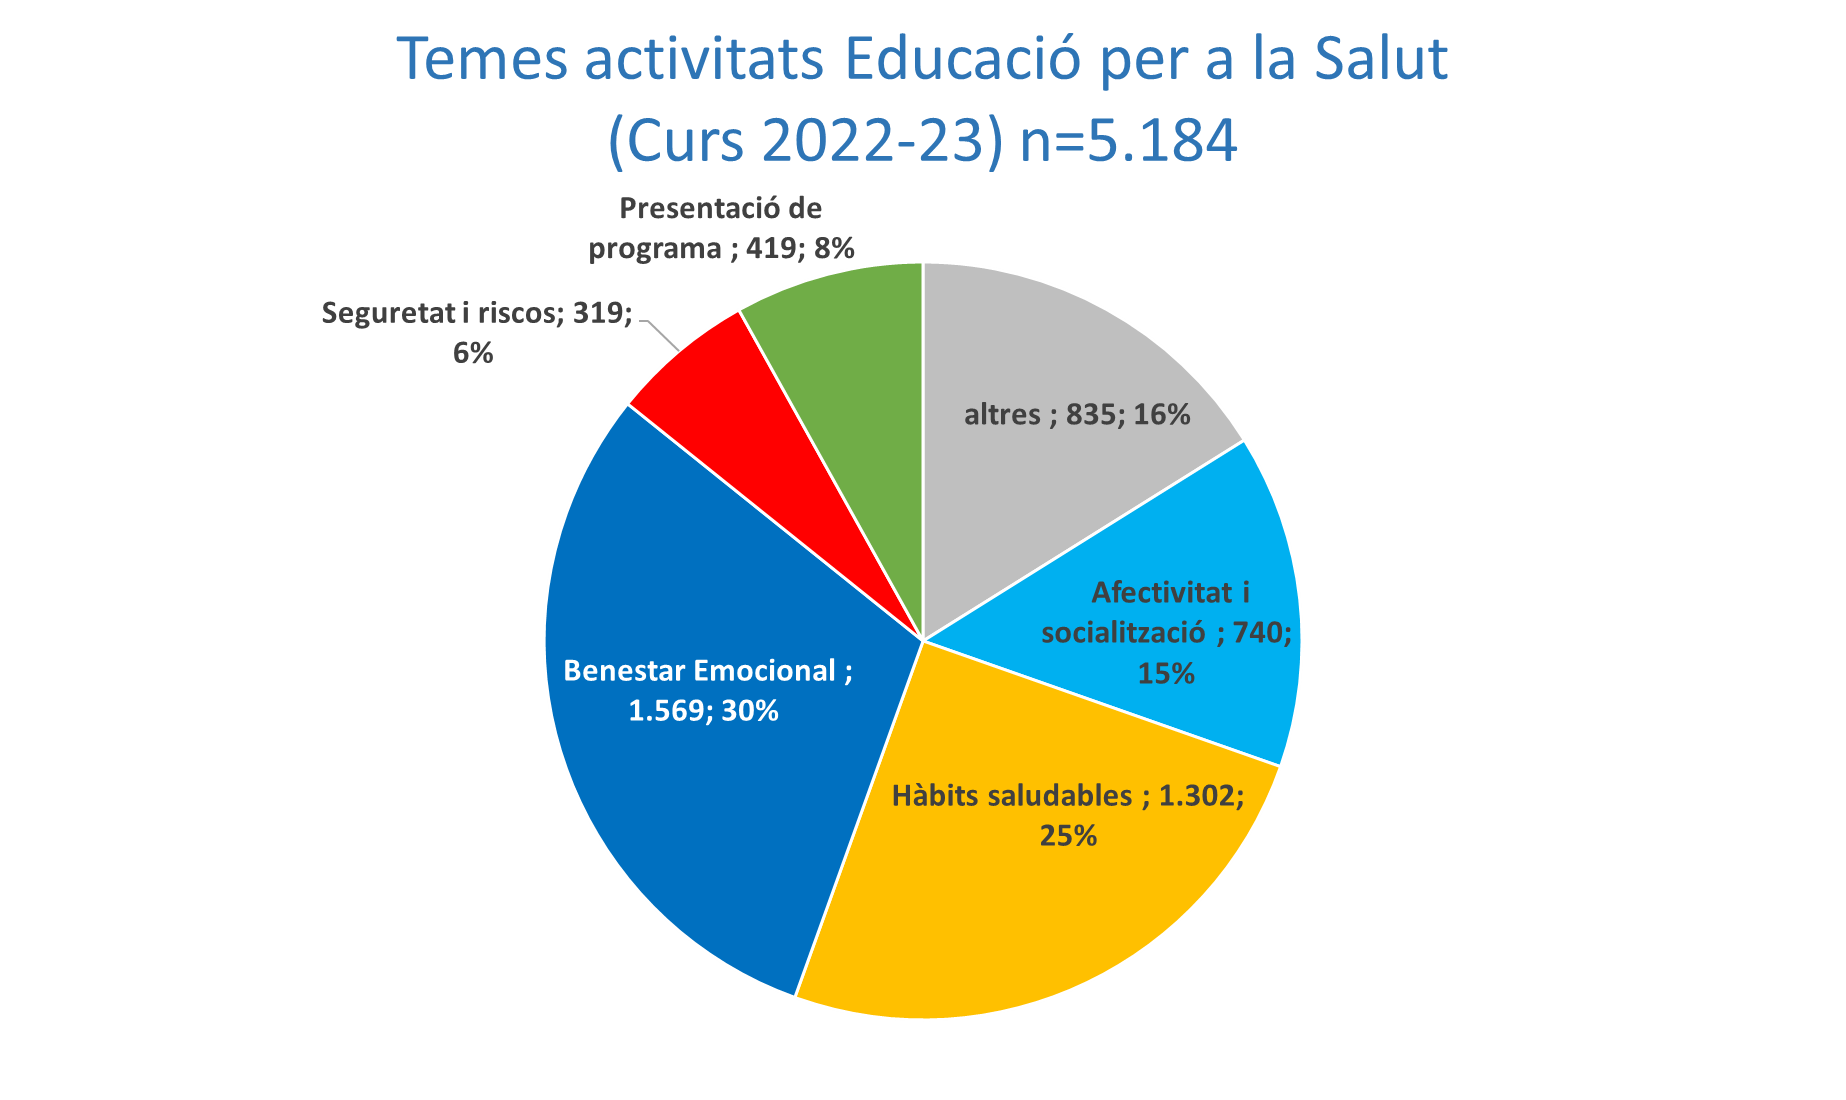 Temes activitats Educació per a la Salut
(Curs 2022-23) n=5.184
Presentació de
programa ; 419; 8%
Seguretat i riscos; 319;
6%
altres ; 835; 16%
Afectivitat i
socialització ; 740;
15%
Benestar Emocional ;
1.569; 30%
Hàbits saludables ; 1.302;
25%